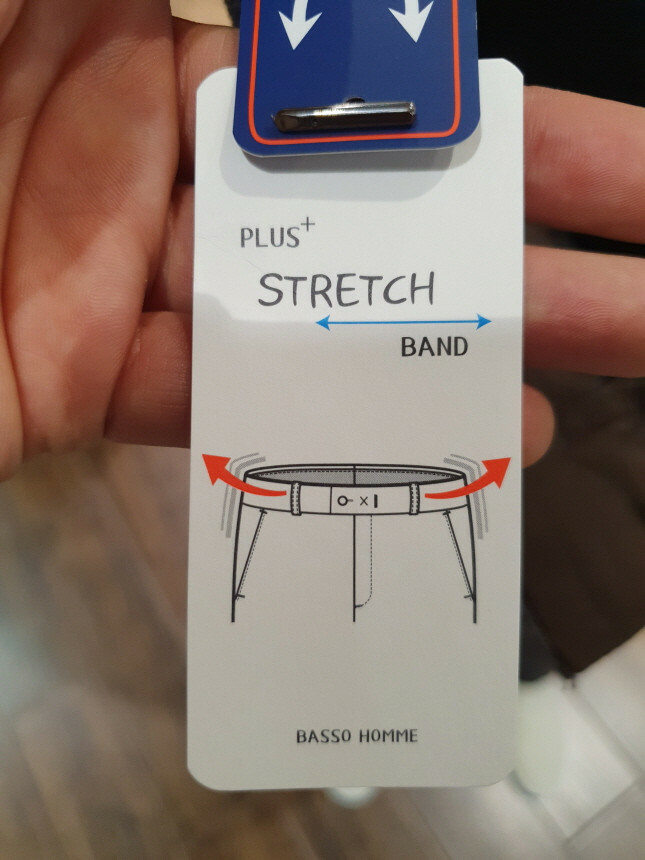 PLUS+
STRETCH
BAND
BASSO HOMME